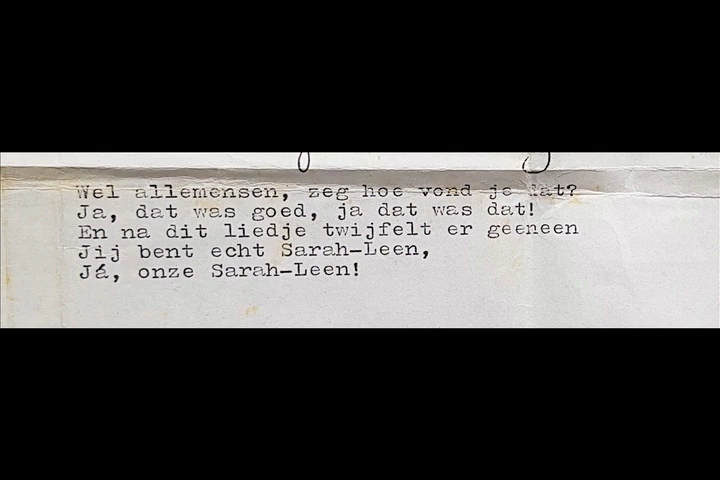 Wel allemensen, zeg hoe vond je dat?
Ja, dat was goed, ja dat was dat!
En na dit liedje twijfelt er geeneen
Jij bent echt Sarah-Leen,
Já, onze Sarah-Leen!